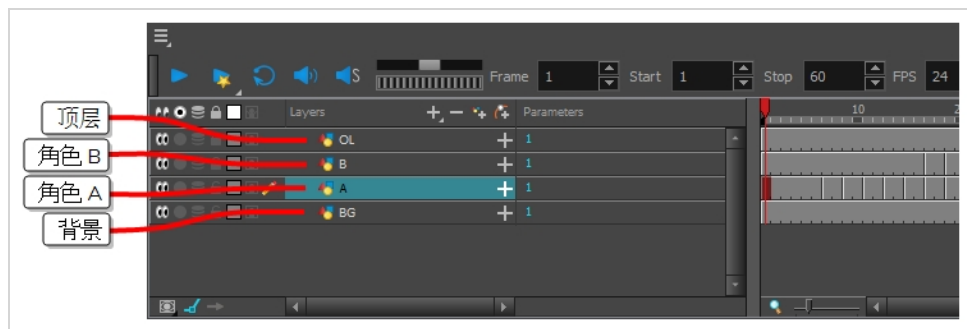 S Frame 1 Start 1 Stop 60 FPS 24
Layers Parameters 10 2
顶层 OL 1
角色 B B 1
角色 A A 1
背景 BG 1